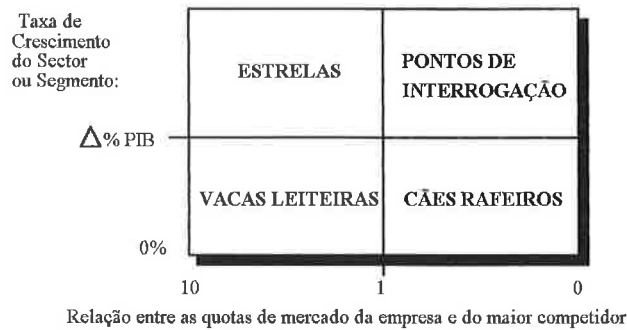 Taxa de
Crescimento
do Sector
ou Segmento:
ESTRELAS
PONTOS DE
INTERROGAÇÃO
Δ% PIB
VACAS LEITEIRAS
CÃES RAFEIROS
0%
10
1
0
Relação entre as quotas de mercado da empresa e do maior competidor